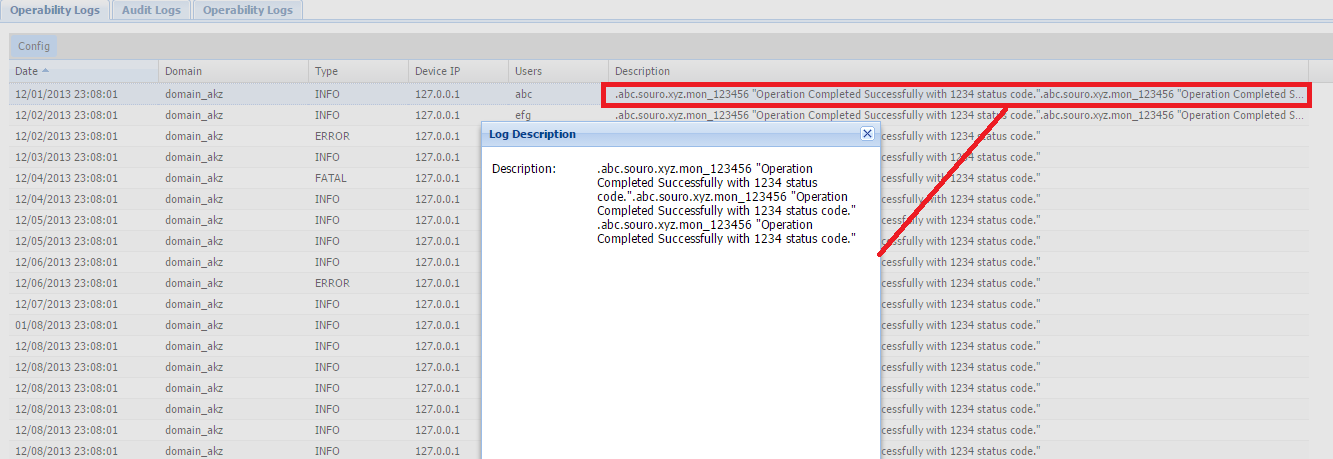 Operability Logs Audit Logs Operability Logs
Config
Date Domain Type Device IP Users Description
12/01/2013 23:08:01 domain_akz INFO 127.0.0.1 abc .abc.souro.xyz.mon_123456 "Operation Completed Successfully with 1234 status code.".abc.souro.xyz.mon_123456 "Operation Completed S...
12/02/2013 23:08:01 domain_akz INFO 127.0.0.1 efg .abc.souro.xyz.mon_123456 "Operation Completed Successfully with 1234 status code.".abc.souro.xyz.mon_123456 "Operation Completed S...
12/02/2013 23:08:01 domain_akz ERROR 127.0.0.1 cessfully with 1234 status code."
12/03/2013 23:08:01 domain_akz INFO 127.0.0.1 cessfully with 1234 status code."
12/04/2013 23:08:01 domain_akz FATAL 127.0.0.1 cessfully with 1234 status code."
12/04/2013 23:08:01 domain_akz INFO 127.0.0.1 cessfully with 1234 status code."
12/05/2013 23:08:01 domain_akz INFO 127.0.0.1 cessfully with 1234 status code."
12/05/2013 23:08:01 domain_akz INFO 127.0.0.1 cessfully with 1234 status code."
12/06/2013 23:08:01 domain_akz INFO 127.0.0.1 cessfully with 1234 status code."
12/06/2013 23:08:01 domain_akz ERROR 127.0.0.1 cessfully with 1234 status code."
12/07/2013 23:08:01 domain_akz INFO 127.0.0.1 cessfully with 1234 status code."
01/08/2013 23:08:01 domain_akz INFO 127.0.0.1 cessfully with 1234 status code."
12/08/2013 23:08:01 domain_akz INFO 127.0.0.1 cessfully with 1234 status code."
12/08/2013 23:08:01 domain_akz INFO 127.0.0.1 cessfully with 1234 status code."
12/08/2013 23:08:01 domain_akz INFO 127.0.0.1 cessfully with 1234 status code."
12/08/2013 23:08:01 domain_akz INFO 127.0.0.1 cessfully with 1234 status code."
12/08/2013 23:08:01 domain_akz INFO 127.0.0.1 cessfully with 1234 status code."
12/08/2013 23:08:01 domain_akz INFO 127.0.0.1 cessfully with 1234 status code."
Log Description
Description: .abc.souro.xyz.mon_123456 "Operation
Completed Successfully with 1234 status
code.".abc.souro.xyz.mon_123456 "Operation
Completed Successfully with 1234 status code."
.abc.souro.xyz.mon_123456 "Operation
Completed Successfully with 1234 status code."